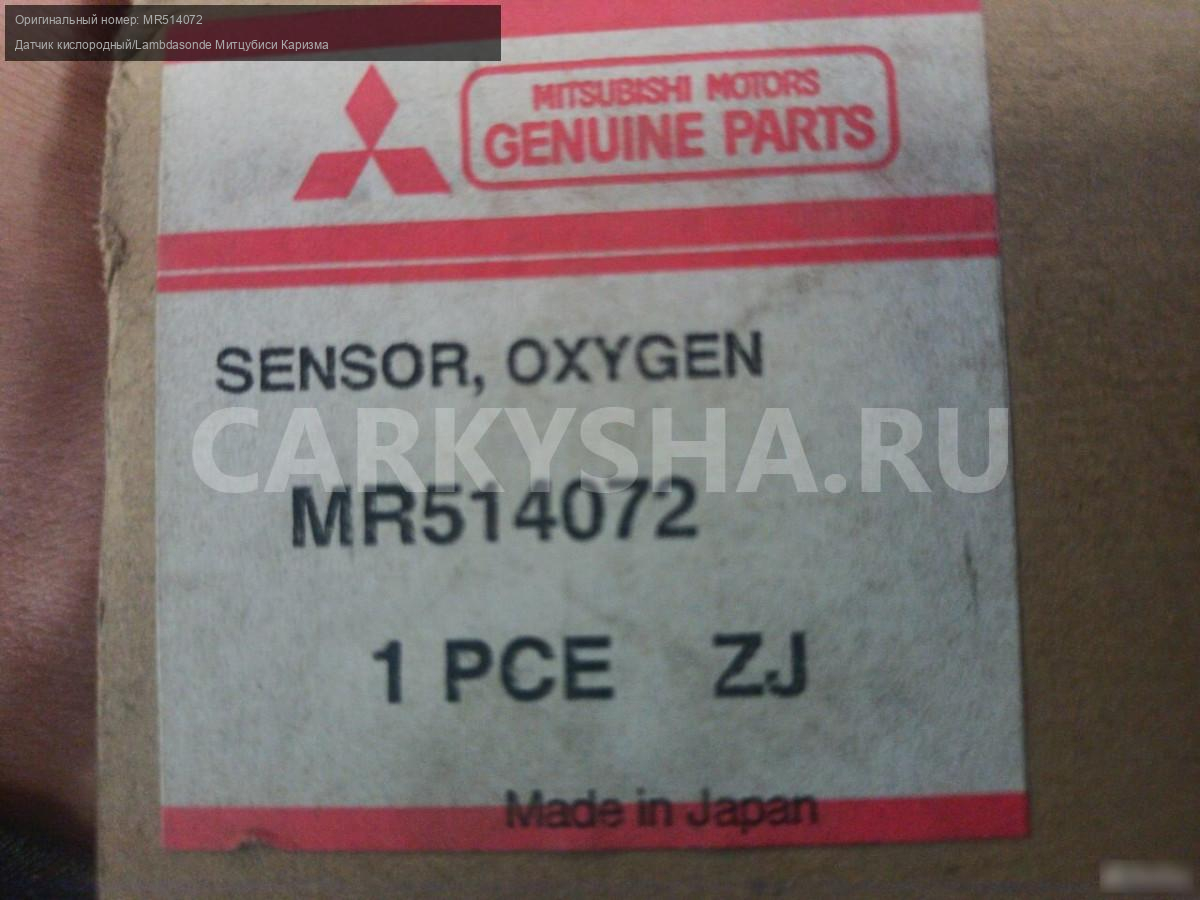 Оригинальный номер: MR514072
Датчик кислородный/Lambdasonde Митцубиси Каризма
MITSUBISHI MOTORS
GENUINE PARTS
SENSOR, OXYGEN
CARKYSHA.RU
MR514072
1 PCE ZJ
Made in Japan